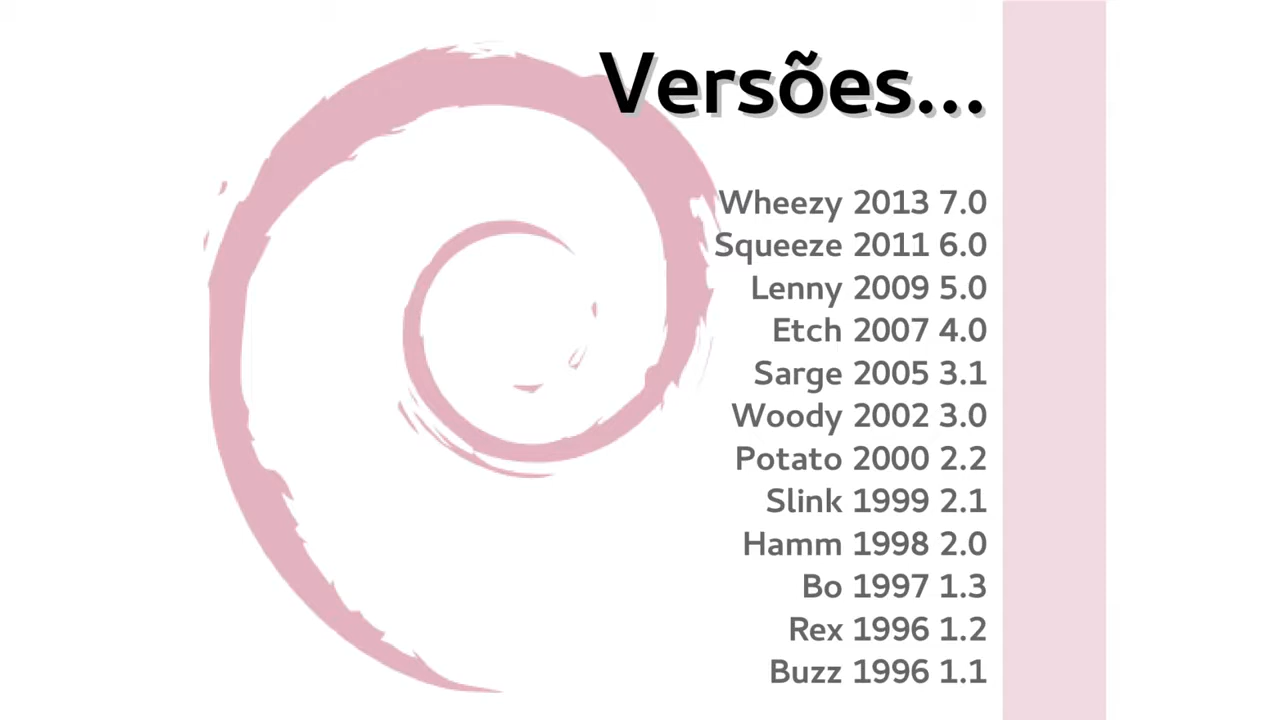 Versões...
Wheezy 2013 7.0
Squeeze 2011 6.0
Lenny 2009 5.0
Etch 2007 4.0
Sarge 2005 3.1
Woody 2002 3.0
Potato 2000 2.2
Slink 1999 2.1
Hamm 1998 2.0
Bo 1997 1.3
Rex 1996 1.2
Buzz 1996 1.1